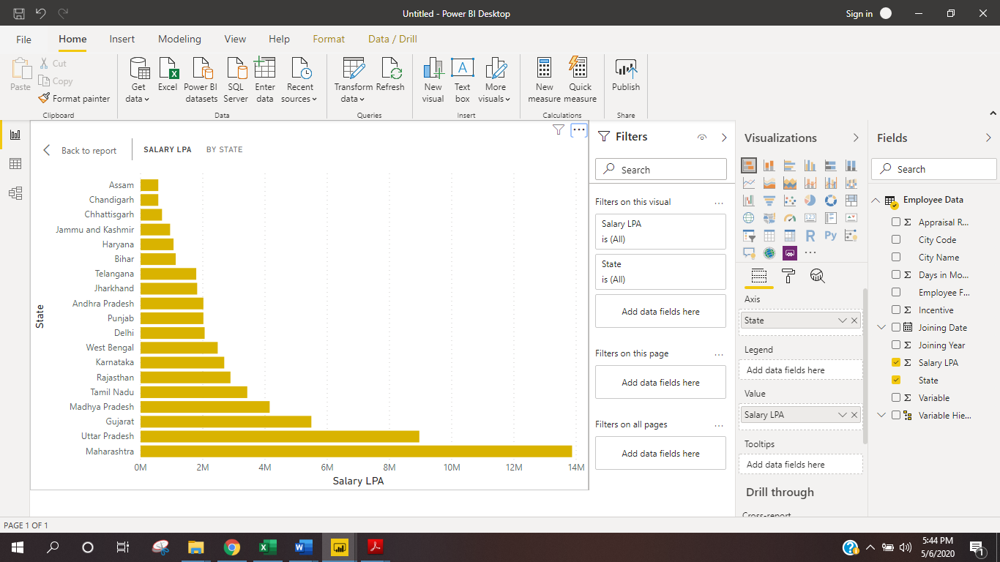 Untitled - Power BI Desktop
Sign in
File Home Insert Modeling View Help Format Data / Drill
Paste
Cut
Copy
Format painter
Clipboard
Get data
Excel
Power BI datasets
SQL Server
Enter data
Recent sources
Data
Transform data
Refresh
Queries
New visual
Text box
More visuals
Insert
New measure
Quick measure
Calculations
Publish
Share
Back to report
SALARY LPA BY STATE
State
Assam
Chandigarh
Chhattisgarh
Jammu and Kashmir
Haryana
Bihar
Telangana
Jharkhand
Andhra Pradesh
Punjab
Delhi
West Bengal
Karnataka
Rajasthan
Tamil Nadu
Madhya Pradesh
Gujarat
Uttar Pradesh
Maharashtra
0M 2M 4M 6M 8M 10M 12M 14M
Salary LPA
Filters
Search
Filters on this visual ...
Salary LPA
is (All)
State
is (All)
Add data fields here
Filters on this page ...
Add data fields here
Filters on all pages ...
Add data fields here
Visualizations
R
Py
...
Axis
State
Legend
Add data fields here
Value
Salary LPA
Tooltips
Add data fields here
Drill through
Cross-report
Fields
Search
Employee Data
Σ Appraisal R...
City Code
City Name
Σ Days in Mo...
Employee F...
Σ Incentive
Joining Date
Σ Joining Year
Σ Salary LPA
State
Σ Variable
Variable Hie...
PAGE 1 OF 1
5:44 PM
5/6/2020
1